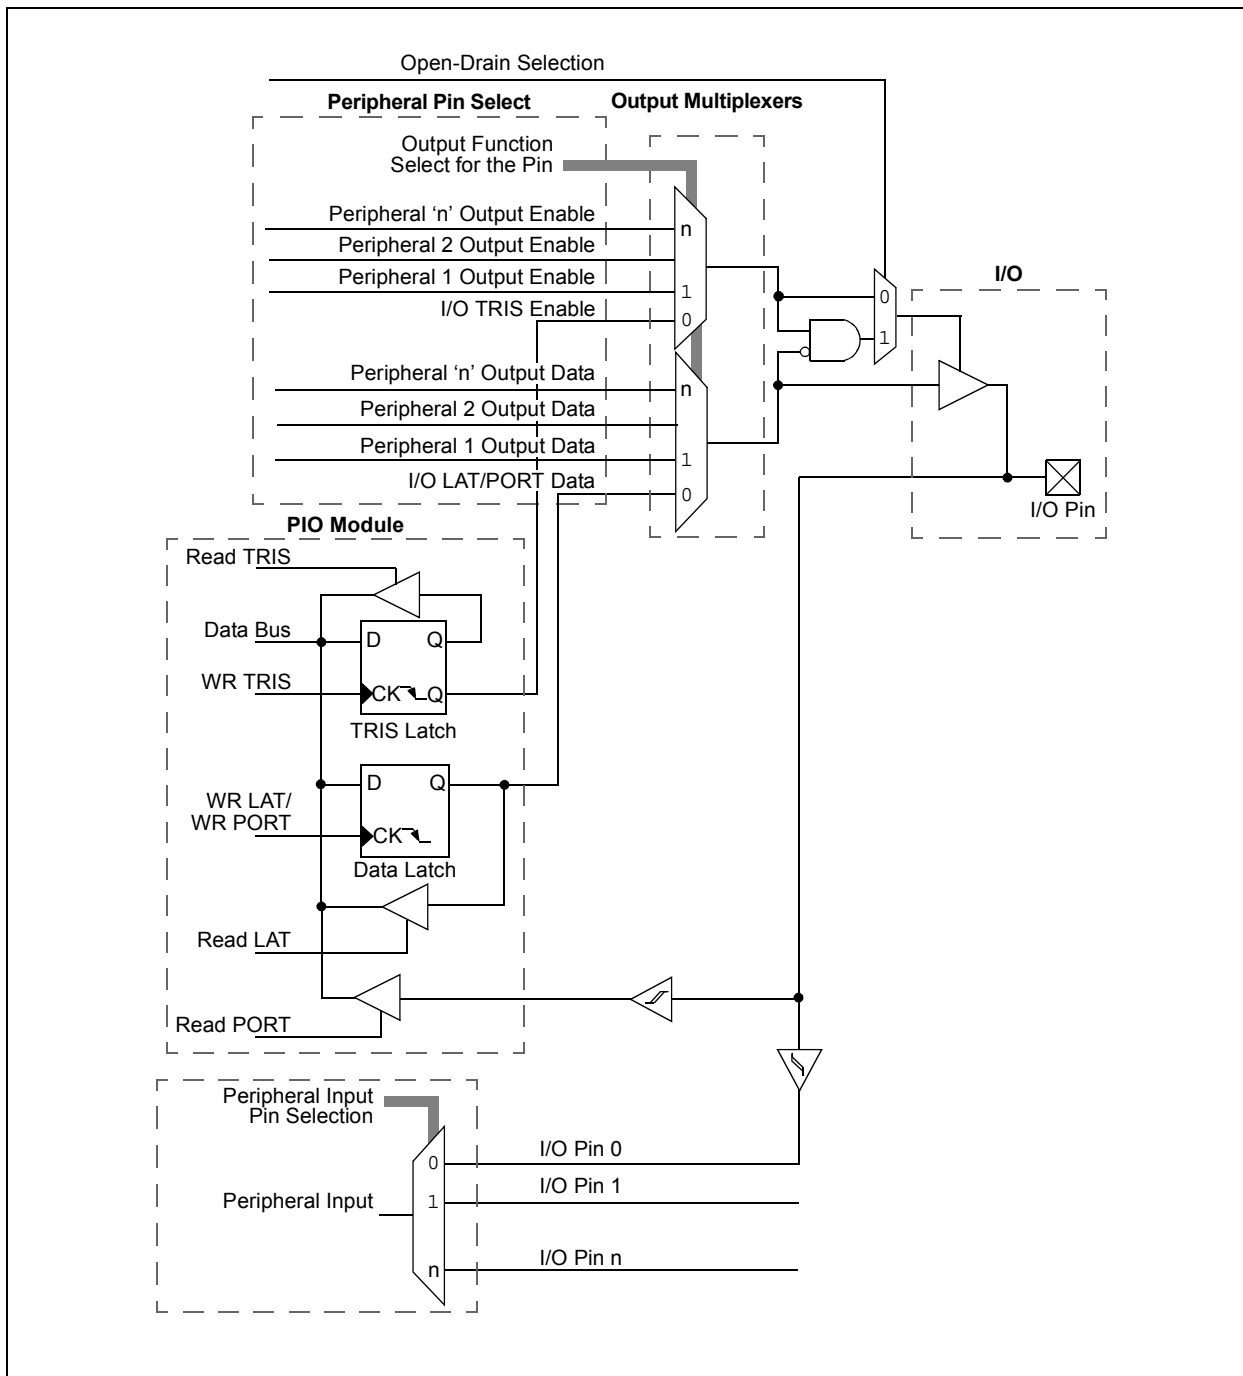 Open-Drain Selection
Peripheral Pin Select
Output Multiplexers
Output Function
Select for the Pin
Peripheral ‘n’ Output Enable
n
Peripheral 2 Output Enable
Peripheral 1 Output Enable
1
I/O TRIS Enable
0
0
1
I/O
Peripheral ‘n’ Output Data
n
Peripheral 2 Output Data
Peripheral 1 Output Data
1
I/O LAT/PORT Data
0
I/O Pin
PIO Module
Read TRIS
Data Bus
D
Q
WR TRIS
CK
Q
TRIS Latch
D
Q
WR LAT/
WR PORT
CK
Data Latch
Read LAT
Read PORT
Peripheral Input
Pin Selection
0
I/O Pin 0
Peripheral Input
1
I/O Pin 1
n
I/O Pin n